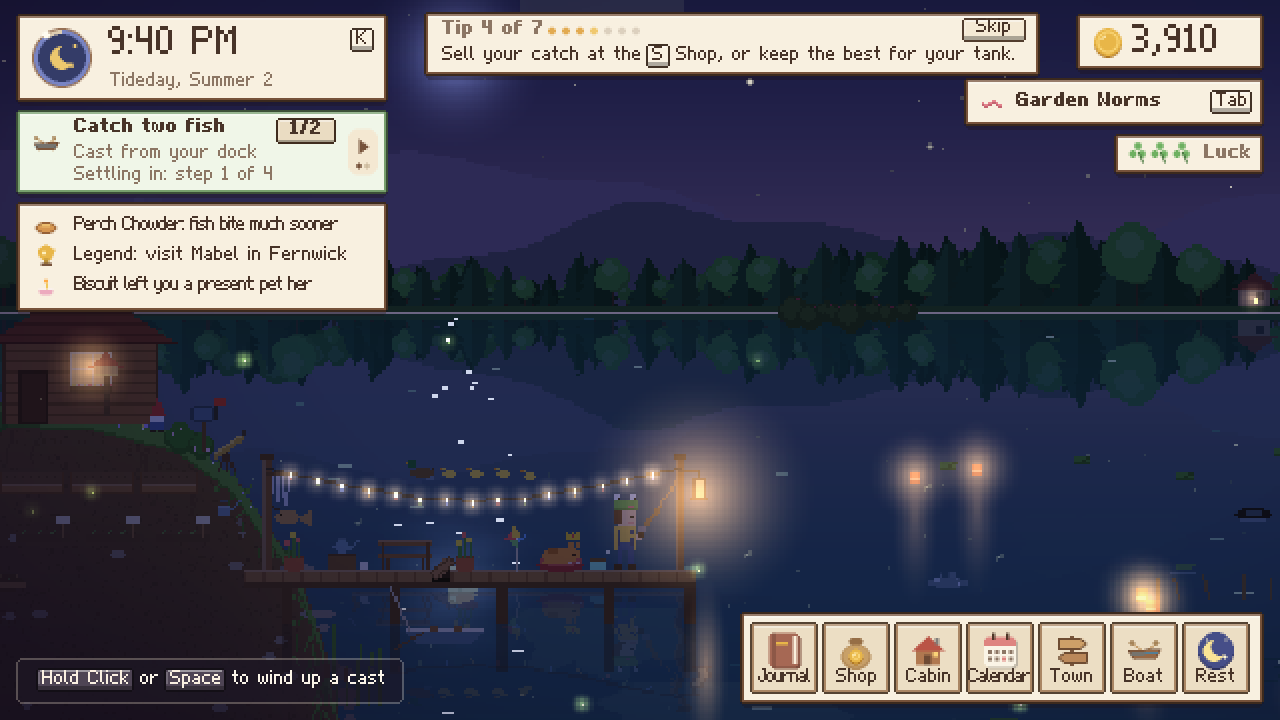 9:40 PM
K
Tideday, Summer 2
Tip 4 of 7
Skip
Sell your catch at the S Shop, or keep the best for your tank.
3,910
Garden Worms
Tab
Luck
Catch two fish
1/2
Cast from your dock
Settling in: step 1 of 4
Perch Chowder: fish bite much sooner
Legend: visit Mabel in Fernwick
Biscuit left you a present pet her
Hold Click or Space to wind up a cast
Journal
Shop
Cabin
Calendar
Town
Boat
Rest